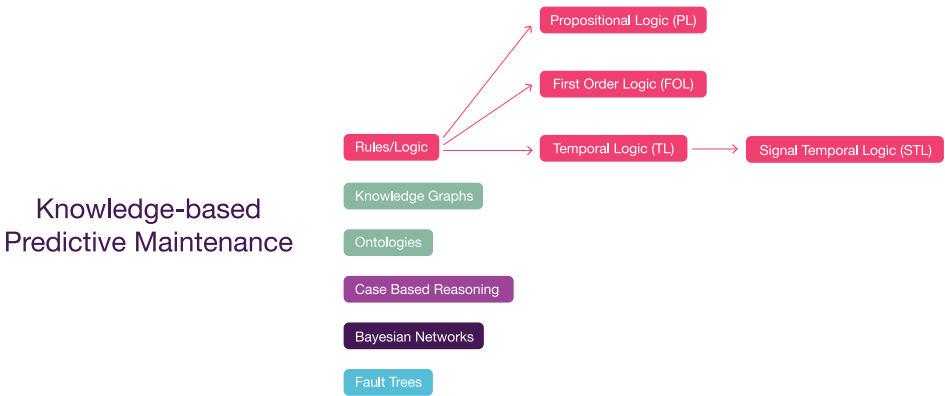 Propositional Logic (PL)
First Order Logic (FOL)
Rules/Logic
Temporal Logic (TL)
Signal Temporal Logic (STL)
Knowledge Graphs
Knowledge-based
Predictive Maintenance
Ontologies
Case Based Reasoning
Bayesian Networks
Fault Trees